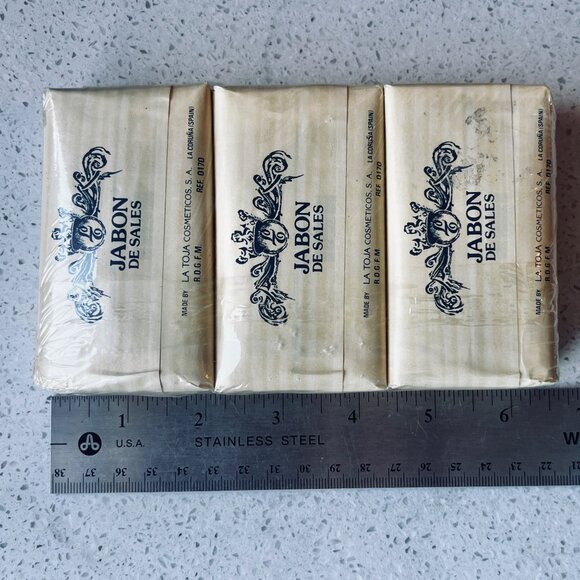 JABON
DE SALES
MADE BY LA TOJA COSMETICOS, S. A. LA CORUÑA (SPAIN)
R.D.G.F.M. REF. 0170
JABON
DE SALES
MADE BY LA TOJA COSMETICOS, S. A. LA CORUÑA (SPAIN)
R.D.G.F.M. REF. 0170
JABON
DE SALES
MADE BY LA TOJA COSMETICOS, S. A. LA CORUÑA (SPAIN)
R.D.G.F.M. REF. 0170
1 2 3 4 5 6
U.S.A. STAINLESS STEEL W
38 37 36 35 34 33 32 31 30 29 28 27 26 25 24 23 22 21